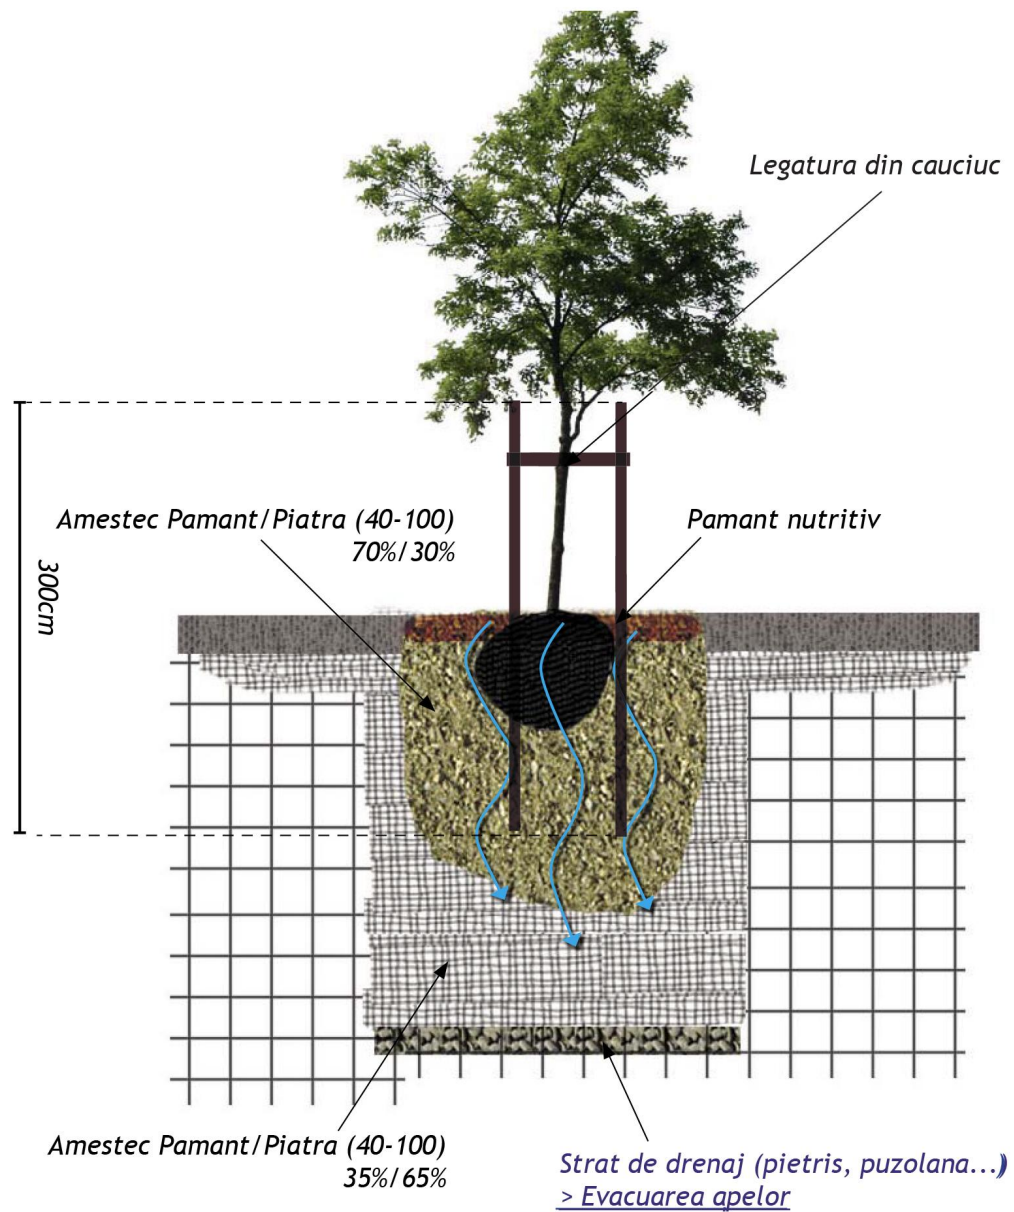 Legatura din cauciuc
Amestec Pamant/Piatra (40-100)
70%/30%
Pamant nutritiv
300cm
Amestec Pamant/Piatra (40-100)
35%/65%
Strat de drenaj (pietris, puzolana...)
> Evacuarea apelor